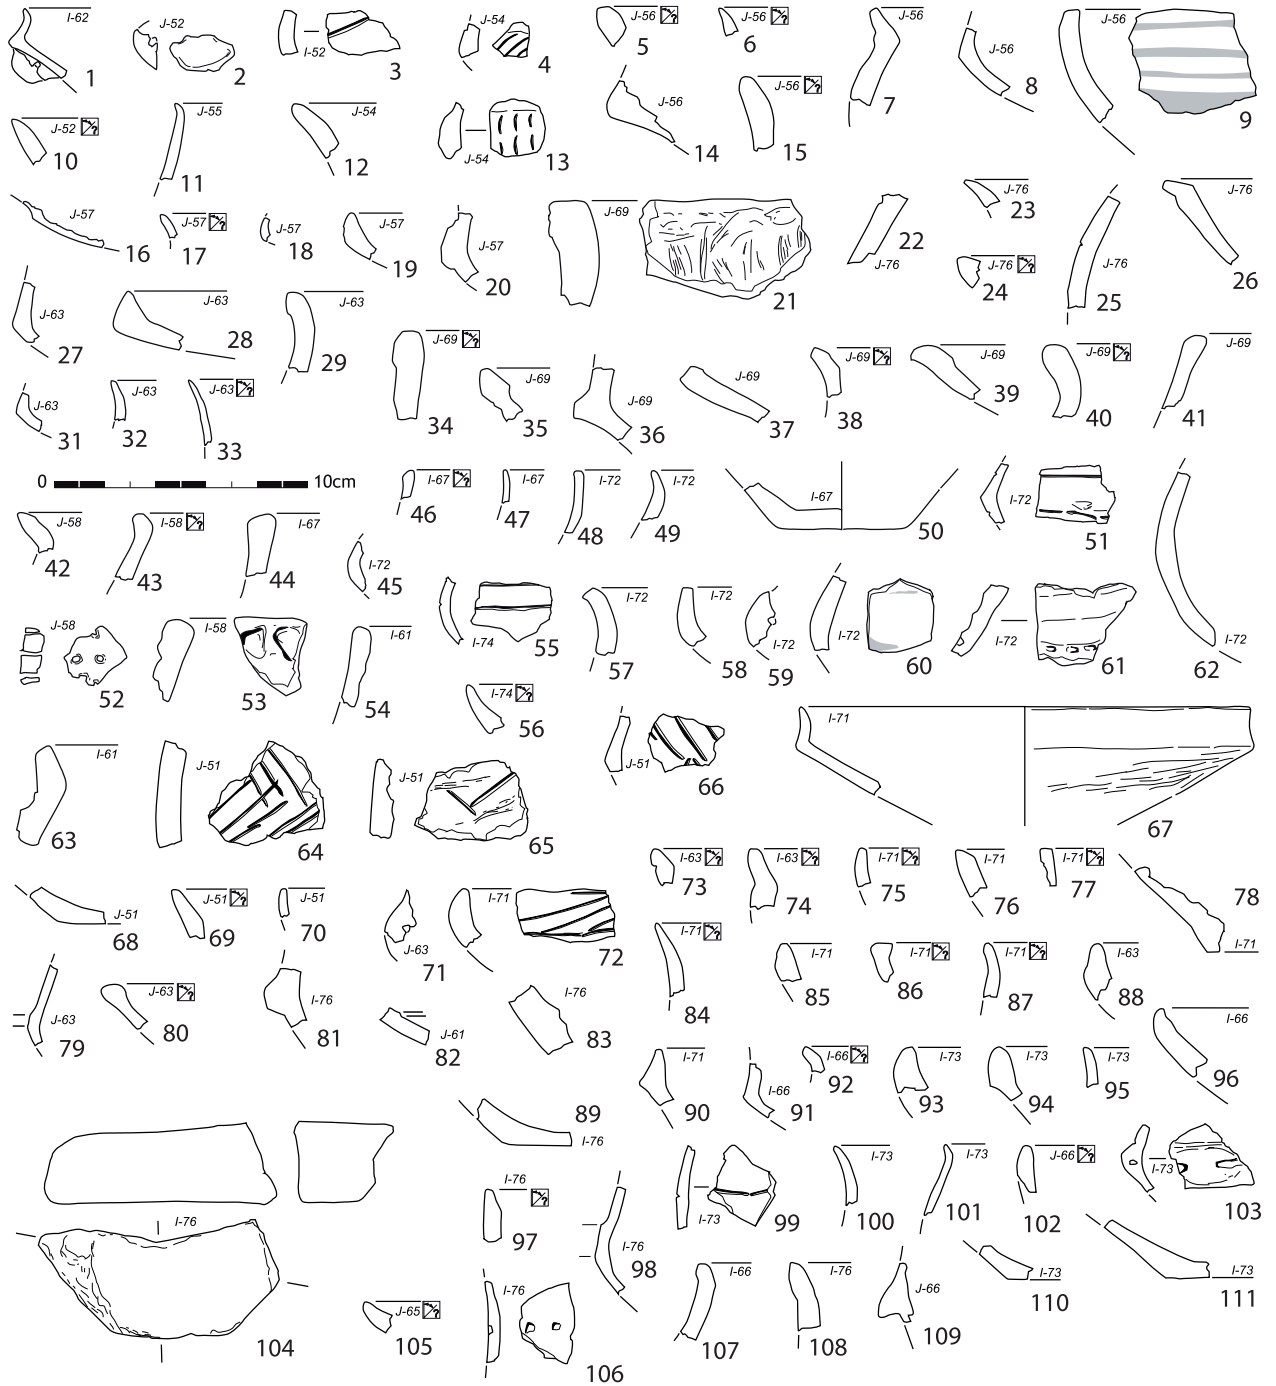 I-62 1
J-52 2
I-52 3
J-54 4
J-56 ? 5
J-56 ? 6
J-56 7
J-56 8
J-56 9
J-52 ? 10
J-55 11
J-54 12
J-54 13
J-56 14
J-56 ? 15
J-57 16
J-57 ? 17
J-57 18
J-57 19
J-57 20
J-69 21
J-76 22
J-76 23
J-76 ? 24
J-76 25
J-76 26
J-63 27
J-63 28
J-63 29
J-63 31
J-63 32
J-63 ? 33
J-69 ? 34
J-69 35
J-69 36
J-69 37
J-69 ? 38
J-69 39
J-69 ? 40
J-69 41
0 10cm
J-58 42
I-58 ? 43
I-67 44
I-72 45
I-67 ? 46
I-67 47
I-72 48
I-72 49
I-67 50
I-72 51
J-58 52
I-58 53
I-61 54
I-74 55
I-74 ? 56
I-72 57
I-72 58
I-72 59
I-72 60
I-72 61
I-72 62
I-61 63
J-51 64
J-51 65
J-51 66
I-71 67
J-51 68
J-51 ? 69
J-51 70
J-63 71
I-71 72
I-63 ? 73
I-63 ? 74
I-71 ? 75
I-71 76
I-71 ? 77
I-71 78
J-63 79
J-63 ? 80
I-76 81
J-61 82
I-76 83
I-71 ? 84
I-71 85
I-71 ? 86
I-71 ? 87
I-63 88
I-76 89
I-71 90
I-66 91
I-66 ? 92
I-73 93
I-73 94
I-73 95
I-66 96
I-76 ? 97
I-76 98
I-73 99
I-73 100
I-73 101
J-66 ? 102
I-73 103
I-76 104
J-65 ? 105
I-76 106
I-66 107
I-76 108
J-66 109
I-73 110
I-73 111